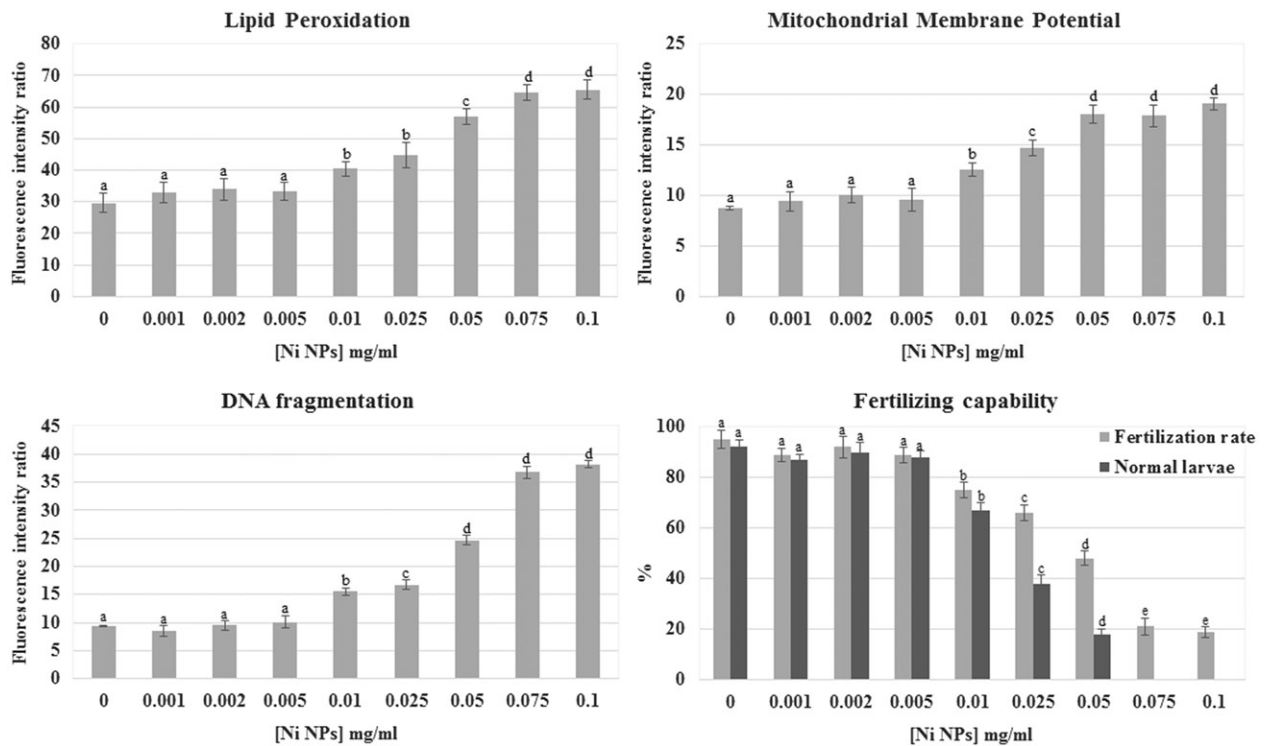 Lipid Peroxidation
Fluorescence intensity ratio
80
70
60
50
40
30
20
10
0
a a a a b b c d d
0 0.001 0.002 0.005 0.01 0.025 0.05 0.075 0.1
[Ni NPs] mg/ml
Mitochondrial Membrane Potential
Fluorescence intensity ratio
25
20
15
10
5
0
a a a a b c d d d
0 0.001 0.002 0.005 0.01 0.025 0.05 0.075 0.1
[Ni NPs] mg/ml
DNA fragmentation
Fluorescence intensity ratio
45
40
35
30
25
20
15
10
5
0
a a a a b c d d d
0 0.001 0.002 0.005 0.01 0.025 0.05 0.075 0.1
[Ni NPs] mg/ml
Fertilizing capability
%
100
80
60
40
20
0
a a a a a a a a b b c c d d e e
Fertilization rate
Normal larvae
0 0.001 0.002 0.005 0.01 0.025 0.05 0.075 0.1
[Ni NPs] mg/ml